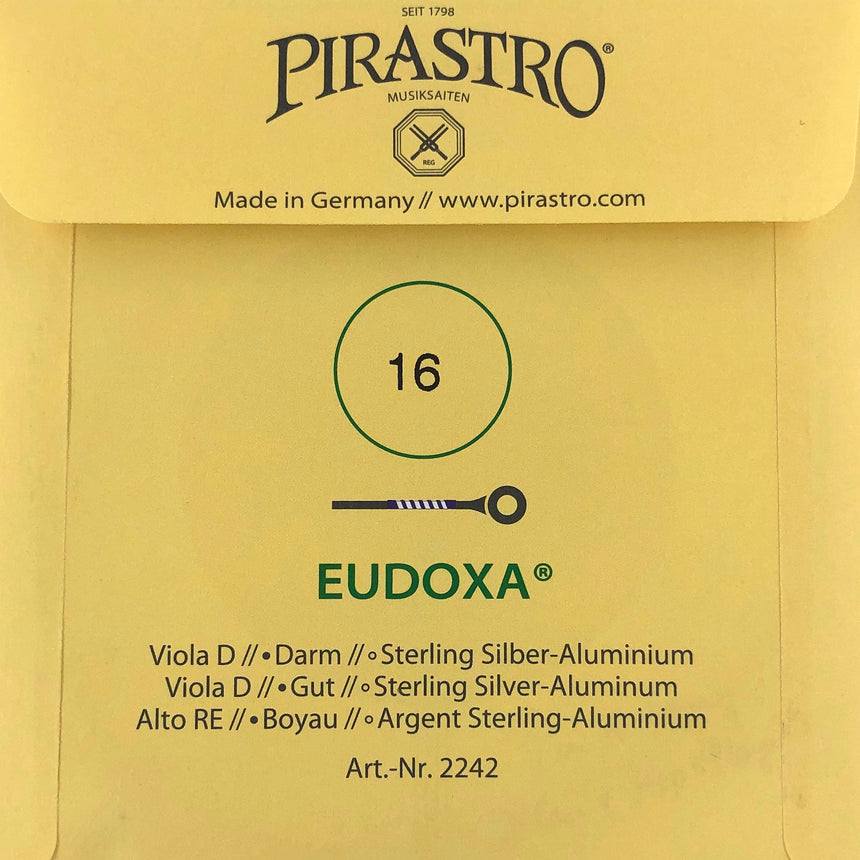 SEIT 1798
PIRASTRO®
MUSIKSAITEN
REG
Made in Germany // www.pirastro.com
16
EUDOXA®
Viola D // •Darm // ∘Sterling Silber-Aluminium
Viola D // •Gut // ∘Sterling Silver-Aluminum
Alto RE // •Boyau // ∘Argent Sterling-Aluminium
Art.-Nr. 2242